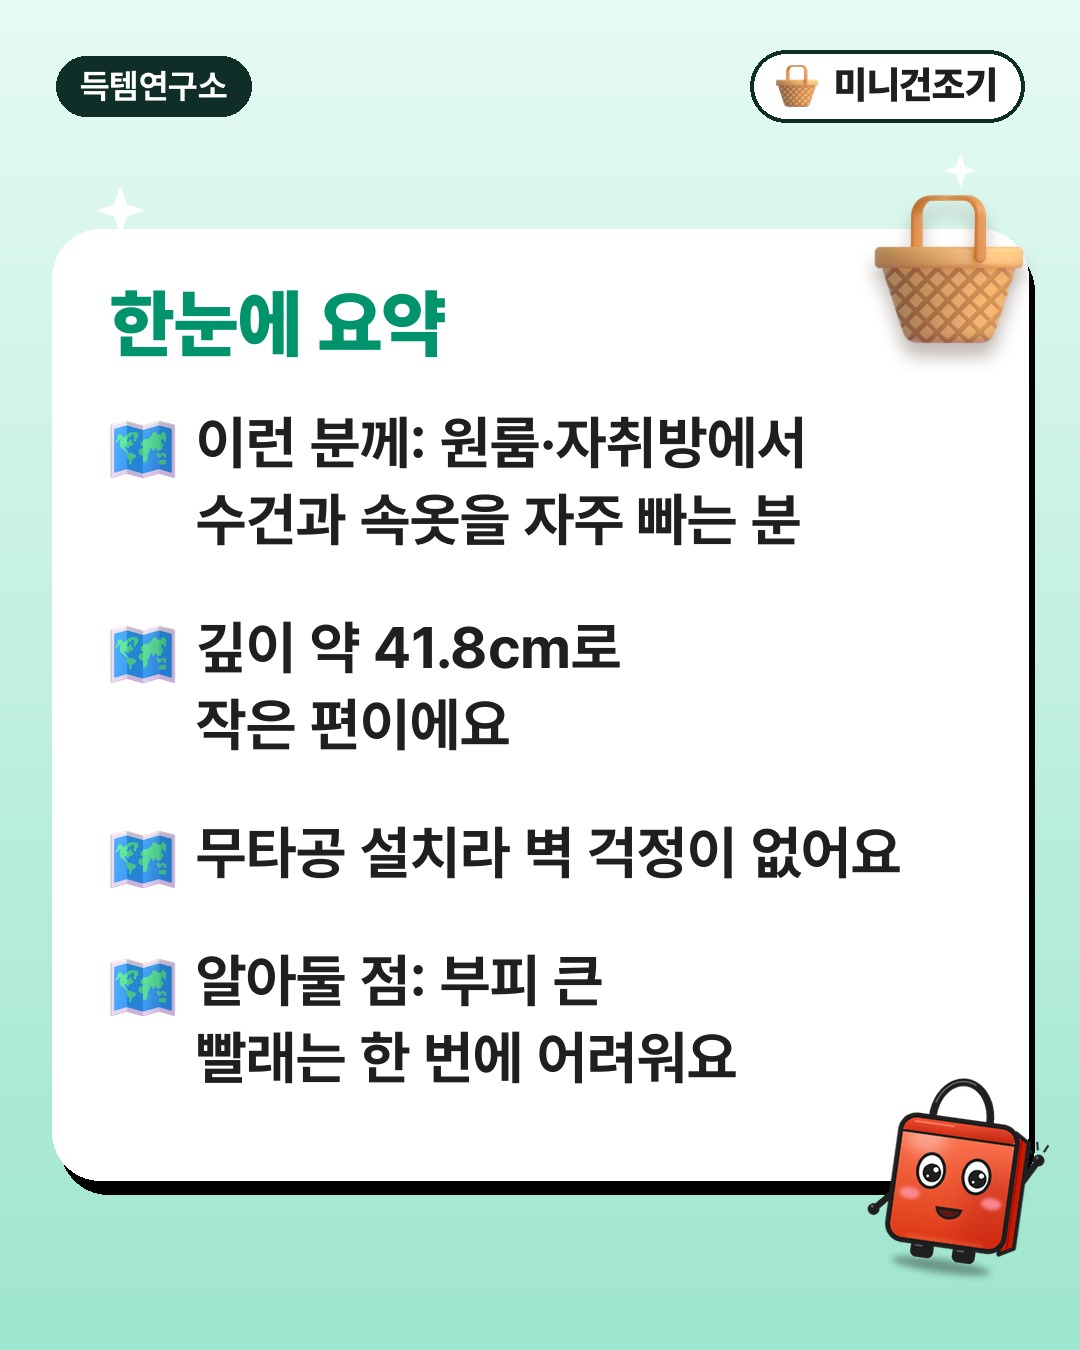 득템연구소
미니건조기
한눈에 요약
이런 분께: 원룸·자취방에서
수건과 속옷을 자주 빠는 분
깊이 약 41.8cm로
작은 편이에요
무타공 설치라 벽 걱정이 없어요
알아둘 점: 부피 큰
빨래는 한 번에 어려워요